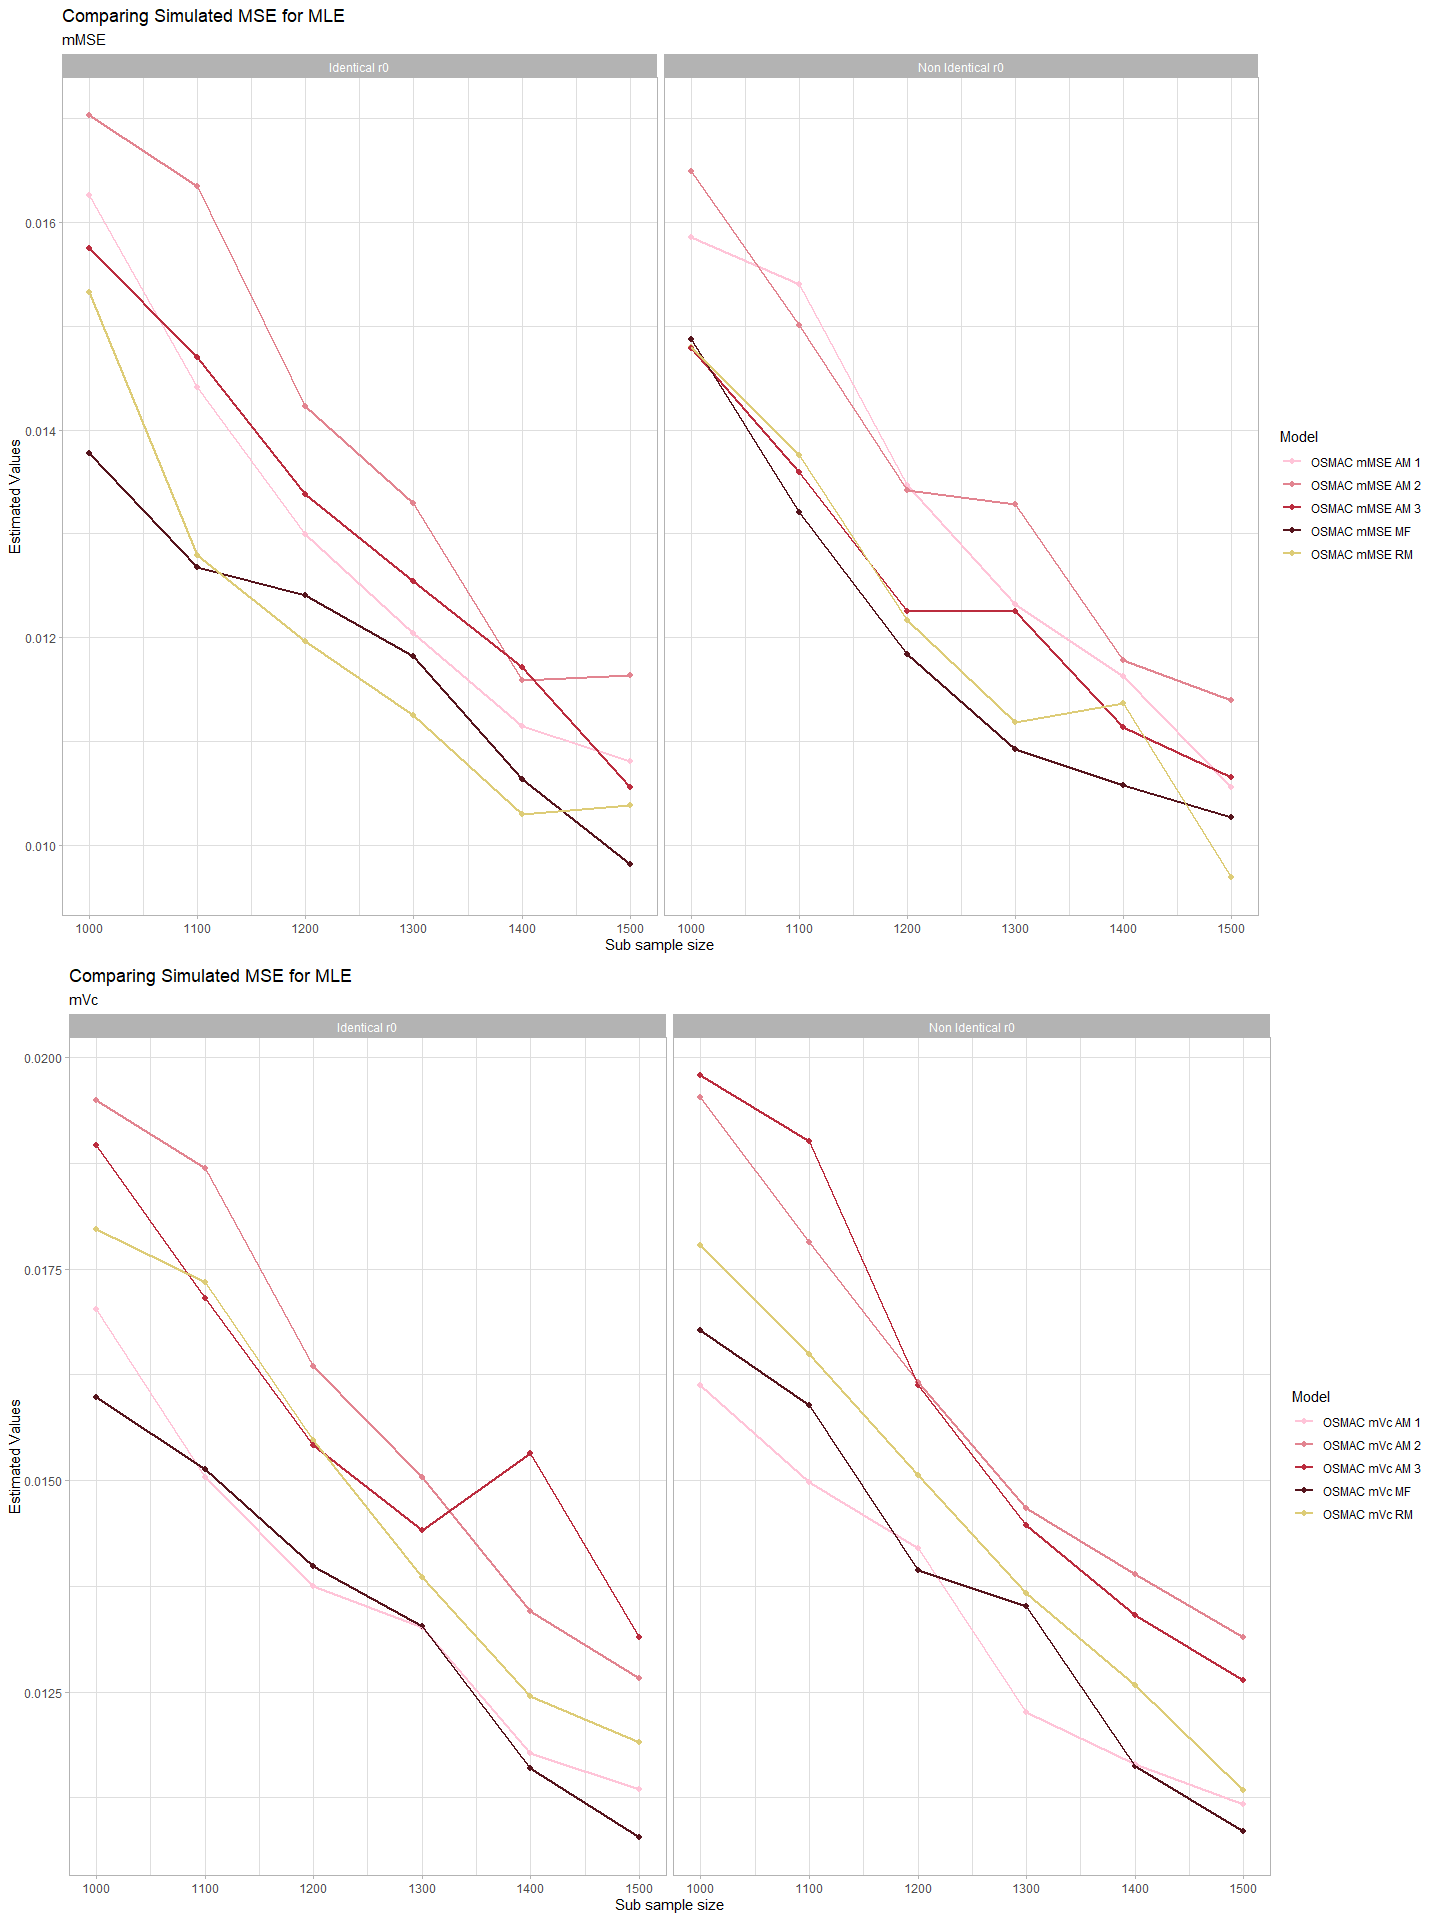 Comparing Simulated MSE for MLE
mMSE
Identical r0
Non Identical r0
0.016
0.014
0.012
0.010
Estimated Values
1000 1100 1200 1300 1400 1500
1000 1100 1200 1300 1400 1500
Sub sample size
Model
OSMAC mMSE AM 1
OSMAC mMSE AM 2
OSMAC mMSE AM 3
OSMAC mMSE MF
OSMAC mMSE RM
Comparing Simulated MSE for MLE
mVc
Identical r0
Non Identical r0
0.0200
0.0175
0.0150
0.0125
Estimated Values
1000 1100 1200 1300 1400 1500
1000 1100 1200 1300 1400 1500
Sub sample size
Model
OSMAC mVc AM 1
OSMAC mVc AM 2
OSMAC mVc AM 3
OSMAC mVc MF
OSMAC mVc RM